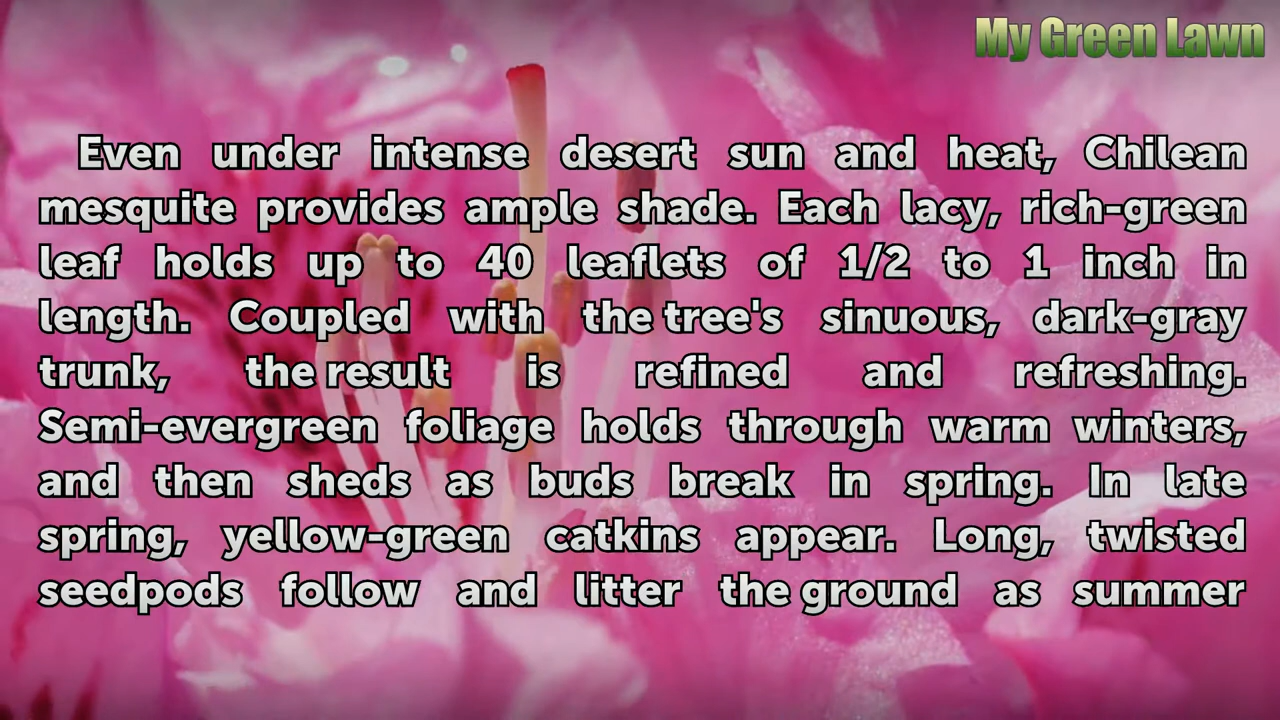 My Green Lawn
Even under intense desert sun and heat, Chilean
mesquite provides ample shade. Each lacy, rich-green
leaf holds up to 40 leaflets of 1/2 to 1 inch in
length. Coupled with the tree's sinuous, dark-gray
trunk, the result is refined and refreshing.
Semi-evergreen foliage holds through warm winters,
and then sheds as buds break in spring. In late
spring, yellow-green catkins appear. Long, twisted
seedpods follow and litter the ground as summer